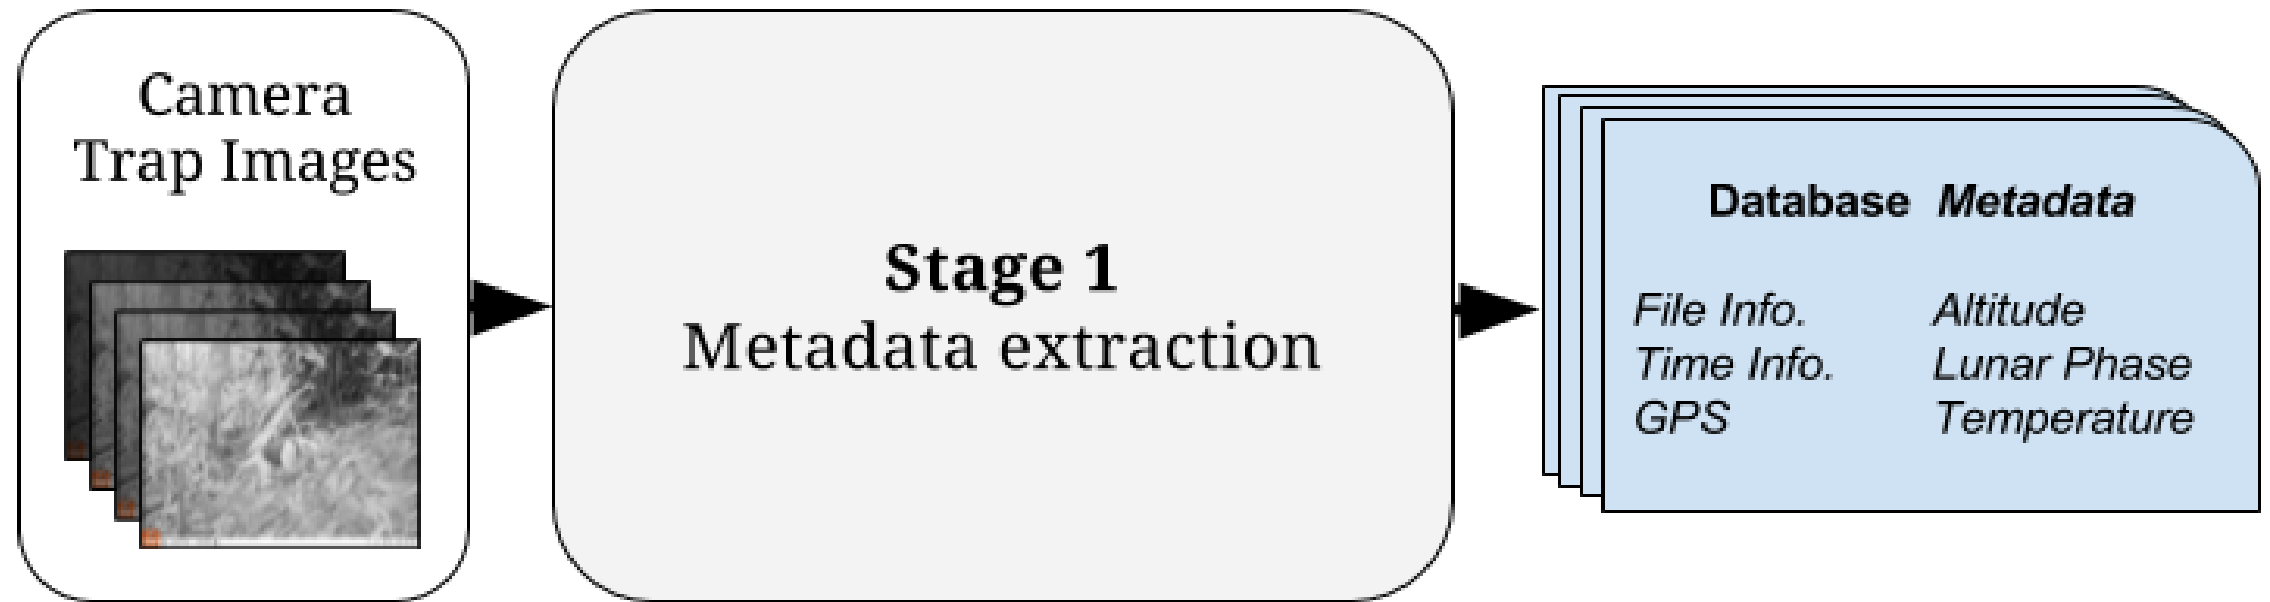 Camera
Trap Images
Stage 1
Metadata extraction
Database Metadata
File Info. Altitude
Time Info. Lunar Phase
GPS Temperature